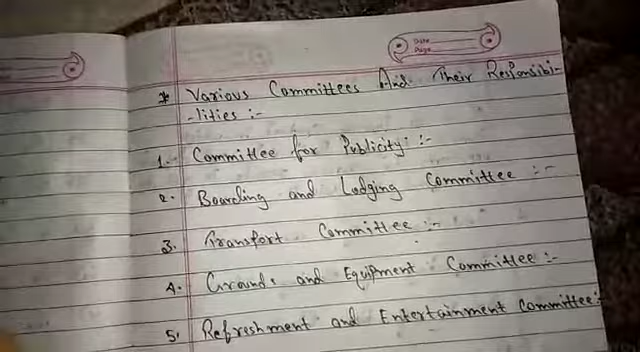 Date
Page
* Various Committees And Their Responsibi-
-lities :-
1. Committee for Publicity :-
2. Boarding and Lodging Committee :-
3. Transport Committee :-
4. Grounds and Equipment Committee :-
5. Refreshment and Entertainment Committee:-